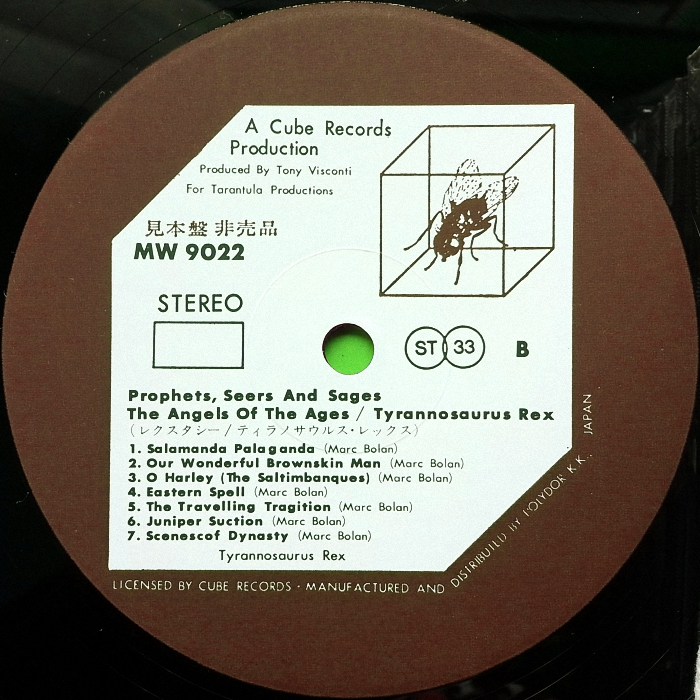 A Cube Records
Production
Produced By Tony Visconti
For Tarantula Productions
見本盤 非売品
MW 9022
STEREO
ST 33
B
Prophets, Seers And Sages
The Angels Of The Ages / Tyrannosaurus Rex
(レクスタシー/ティラノサウルス・レックス)
1. Salamanda Palaganda (Marc Bolan)
2. Our Wonderful Brownskin Man (Marc Bolan)
3. O Harley (The Saltimbanques) (Marc Bolan)
4. Eastern Spell (Marc Bolan)
5. The Travelling Tragition (Marc Bolan)
6. Juniper Suction (Marc Bolan)
7. Scenescof Dynasty (Marc Bolan)
Tyrannosaurus Rex
LICENSED BY CUBE RECORDS · MANUFACTURED AND DISTRIBUTED BY POLYDOR K.K., JAPAN